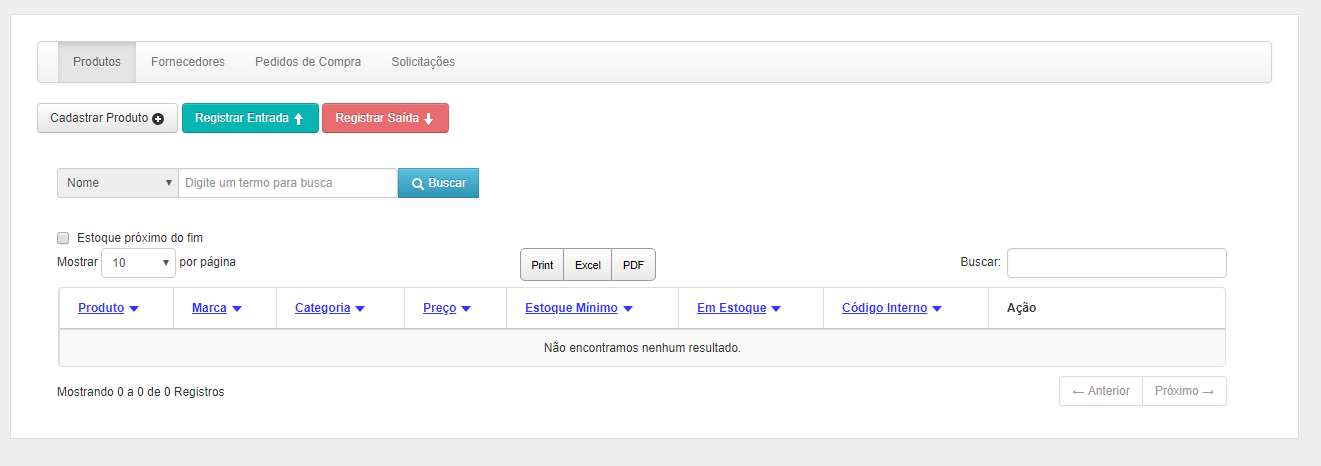 Produtos Fornecedores Pedidos de Compra Solicitações
Cadastrar Produto Registrar Entrada Registrar Saída
Nome Digite um termo para busca Buscar
Estoque próximo do fim
Mostrar 10 por página Print Excel PDF Buscar:
Produto Marca Categoria Preço Estoque Mínimo Em Estoque Código Interno Ação
Não encontramos nenhum resultado.
Mostrando 0 a 0 de 0 Registros ← Anterior Próximo →